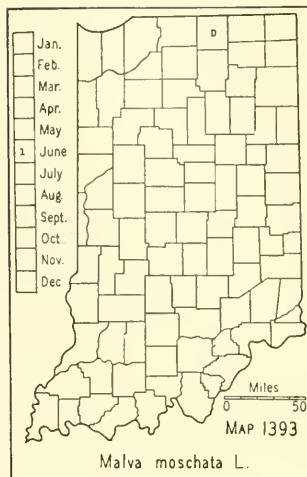 D
Jan.
Feb.
Mar.
Apr.
May
1 June
July
Aug.
Sept.
Oct.
Nov.
Dec
Miles
0 50
MAP 1393
Malva moschata L.